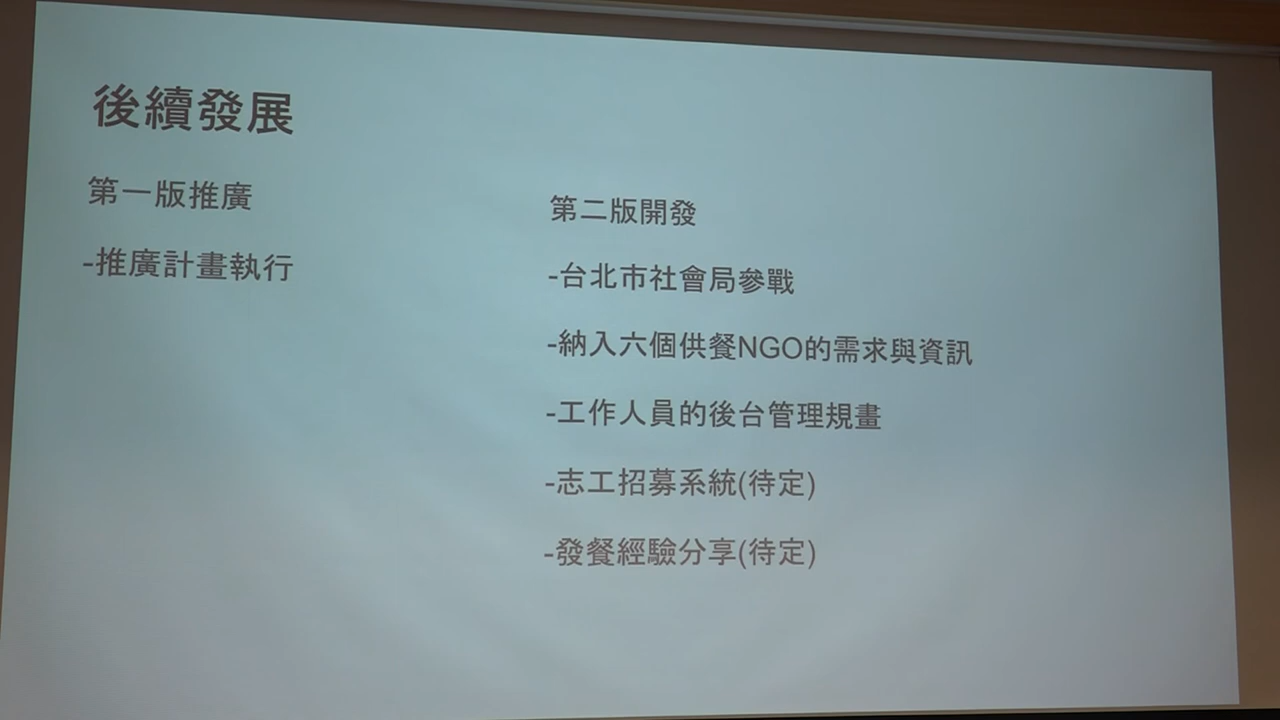 後續發展
第一版推廣
-推廣計畫執行
第二版開發
-台北市社會局參戰
-納入六個供餐NGO的需求與資訊
-工作人員的後台管理規畫
-志工招募系統(待定)
-發餐經驗分享(待定)